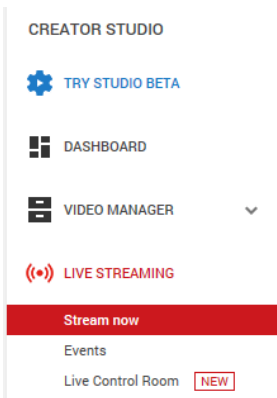 CREATOR STUDIO
TRY STUDIO BETA
DASHBOARD
VIDEO MANAGER
LIVE STREAMING
Stream now
Events
Live Control Room NEW